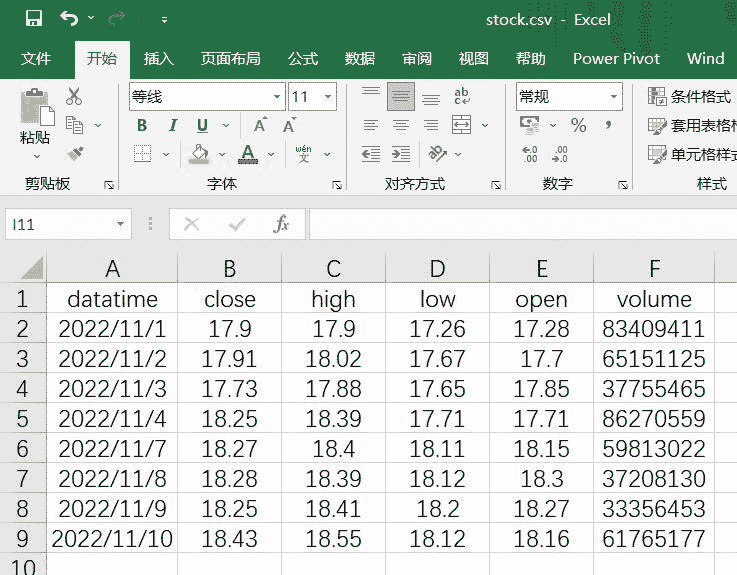 stock.csv - Excel
文件 开始 插入 页面布局 公式 数据 审阅 视图 帮助 Power Pivot Wind
等线 11 ab 常规 条件格式
粘贴 B I U A A % , 套用表格格
A wén 文 .00 .00 单元格样式
剪贴板 字体 对齐方式 数字 样式
I11 fx
A B C D E F
1 datatime close high low open volume
2 2022/11/1 17.9 17.9 17.26 17.28 83409411
3 2022/11/2 17.91 18.02 17.67 17.7 65151125
4 2022/11/3 17.73 17.88 17.65 17.85 37755465
5 2022/11/4 18.25 18.39 17.71 17.71 86270559
6 2022/11/7 18.27 18.4 18.11 18.15 59813022
7 2022/11/8 18.28 18.39 18.12 18.3 37208130
8 2022/11/9 18.25 18.41 18.2 18.27 33356453
9 2022/11/10 18.43 18.55 18.12 18.16 61765177
10